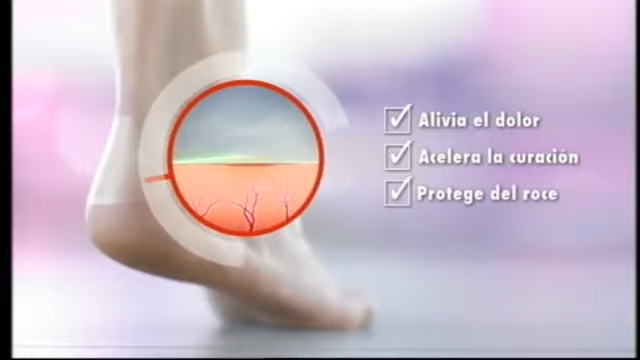 Alivia el dolor
Acelera la curación
Protege del roce